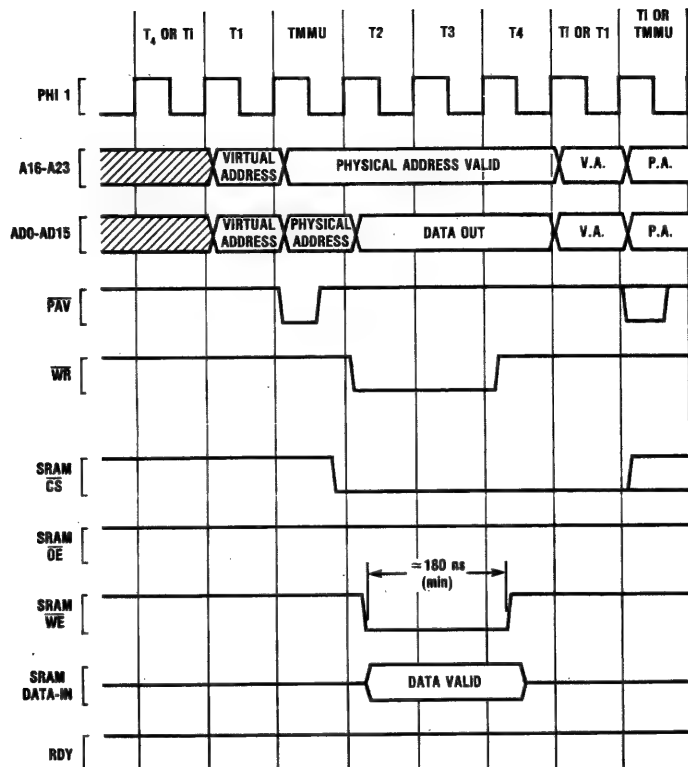 T4 OR Ti T1 TMMU T2 T3 T4 Ti OR T1 Ti OR TMMU
PHI 1
A16-A23 VIRTUAL ADDRESS PHYSICAL ADDRESS VALID V.A. P.A.
AD0-AD15 VIRTUAL ADDRESS PHYSICAL ADDRESS DATA OUT V.A. P.A.
PAV
WR
SRAM CS
SRAM OE
≈180 ns
(min)
SRAM WE
SRAM DATA-IN DATA VALID
RDY